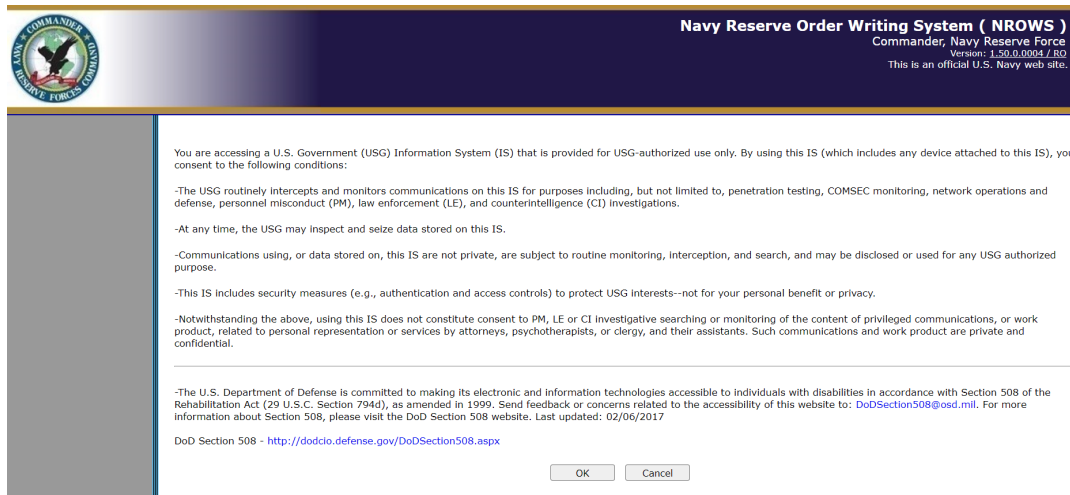 COMMANDER
NAVY RESERVE FORCES COMMAND
Navy Reserve Order Writing System ( NROWS )
Commander, Navy Reserve Force
Version: 1.50.0.0004 / RO
This is an official U.S. Navy web site.
You are accessing a U.S. Government (USG) Information System (IS) that is provided for USG-authorized use only. By using this IS (which includes any device attached to this IS), you
consent to the following conditions:
-The USG routinely intercepts and monitors communications on this IS for purposes including, but not limited to, penetration testing, COMSEC monitoring, network operations and
defense, personnel misconduct (PM), law enforcement (LE), and counterintelligence (CI) investigations.
-At any time, the USG may inspect and seize data stored on this IS.
-Communications using, or data stored on, this IS are not private, are subject to routine monitoring, interception, and search, and may be disclosed or used for any USG authorized
purpose.
-This IS includes security measures (e.g., authentication and access controls) to protect USG interests--not for your personal benefit or privacy.
-Notwithstanding the above, using this IS does not constitute consent to PM, LE or CI investigative searching or monitoring of the content of privileged communications, or work
product, related to personal representation or services by attorneys, psychotherapists, or clergy, and their assistants. Such communications and work product are private and
confidential.
-The U.S. Department of Defense is committed to making its electronic and information technologies accessible to individuals with disabilities in accordance with Section 508 of the
Rehabilitation Act (29 U.S.C. Section 794d), as amended in 1999. Send feedback or concerns related to the accessibility of this website to: DoDSection508@osd.mil. For more
information about Section 508, please visit the DoD Section 508 website. Last updated: 02/06/2017
DoD Section 508 - http://dodcio.defense.gov/DoDSection508.aspx
OK Cancel